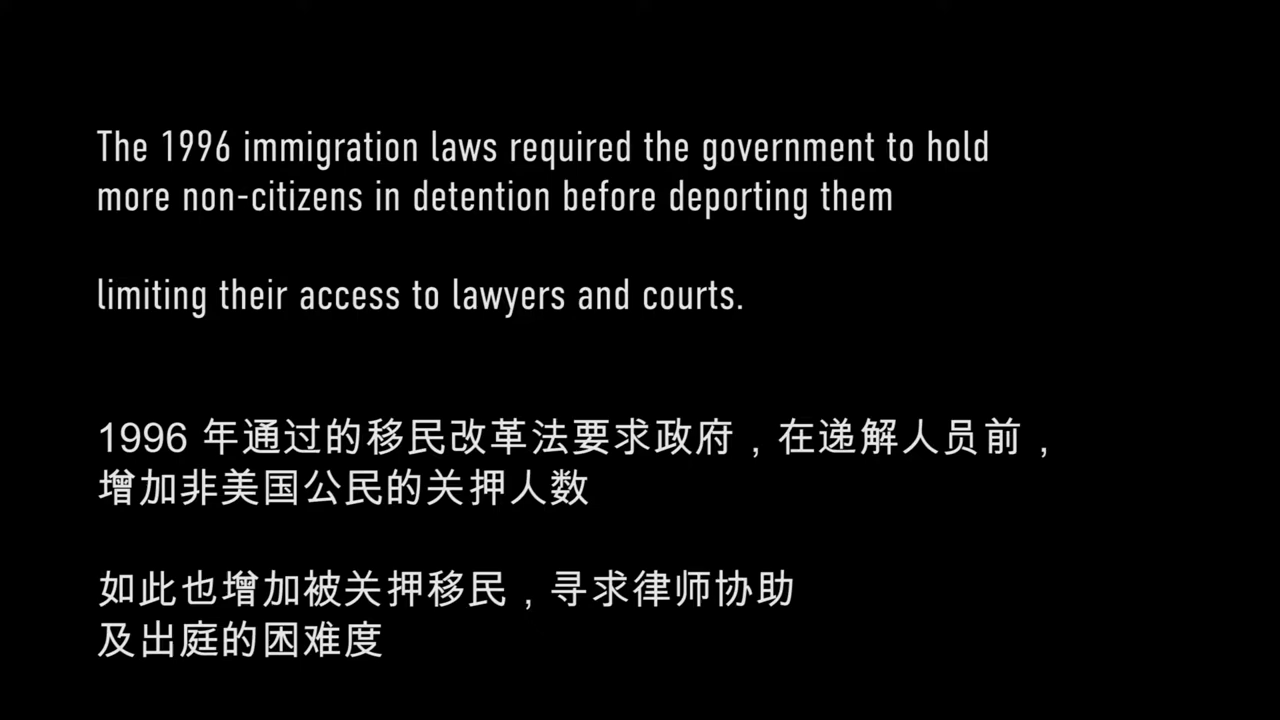 The 1996 immigration laws required the government to hold
more non-citizens in detention before deporting them
limiting their access to lawyers and courts.
1996 年通过的移民改革法要求政府，在递解人员前，
增加非美国公民的关押人数
如此也增加被关押移民，寻求律师协助
及出庭的困难度